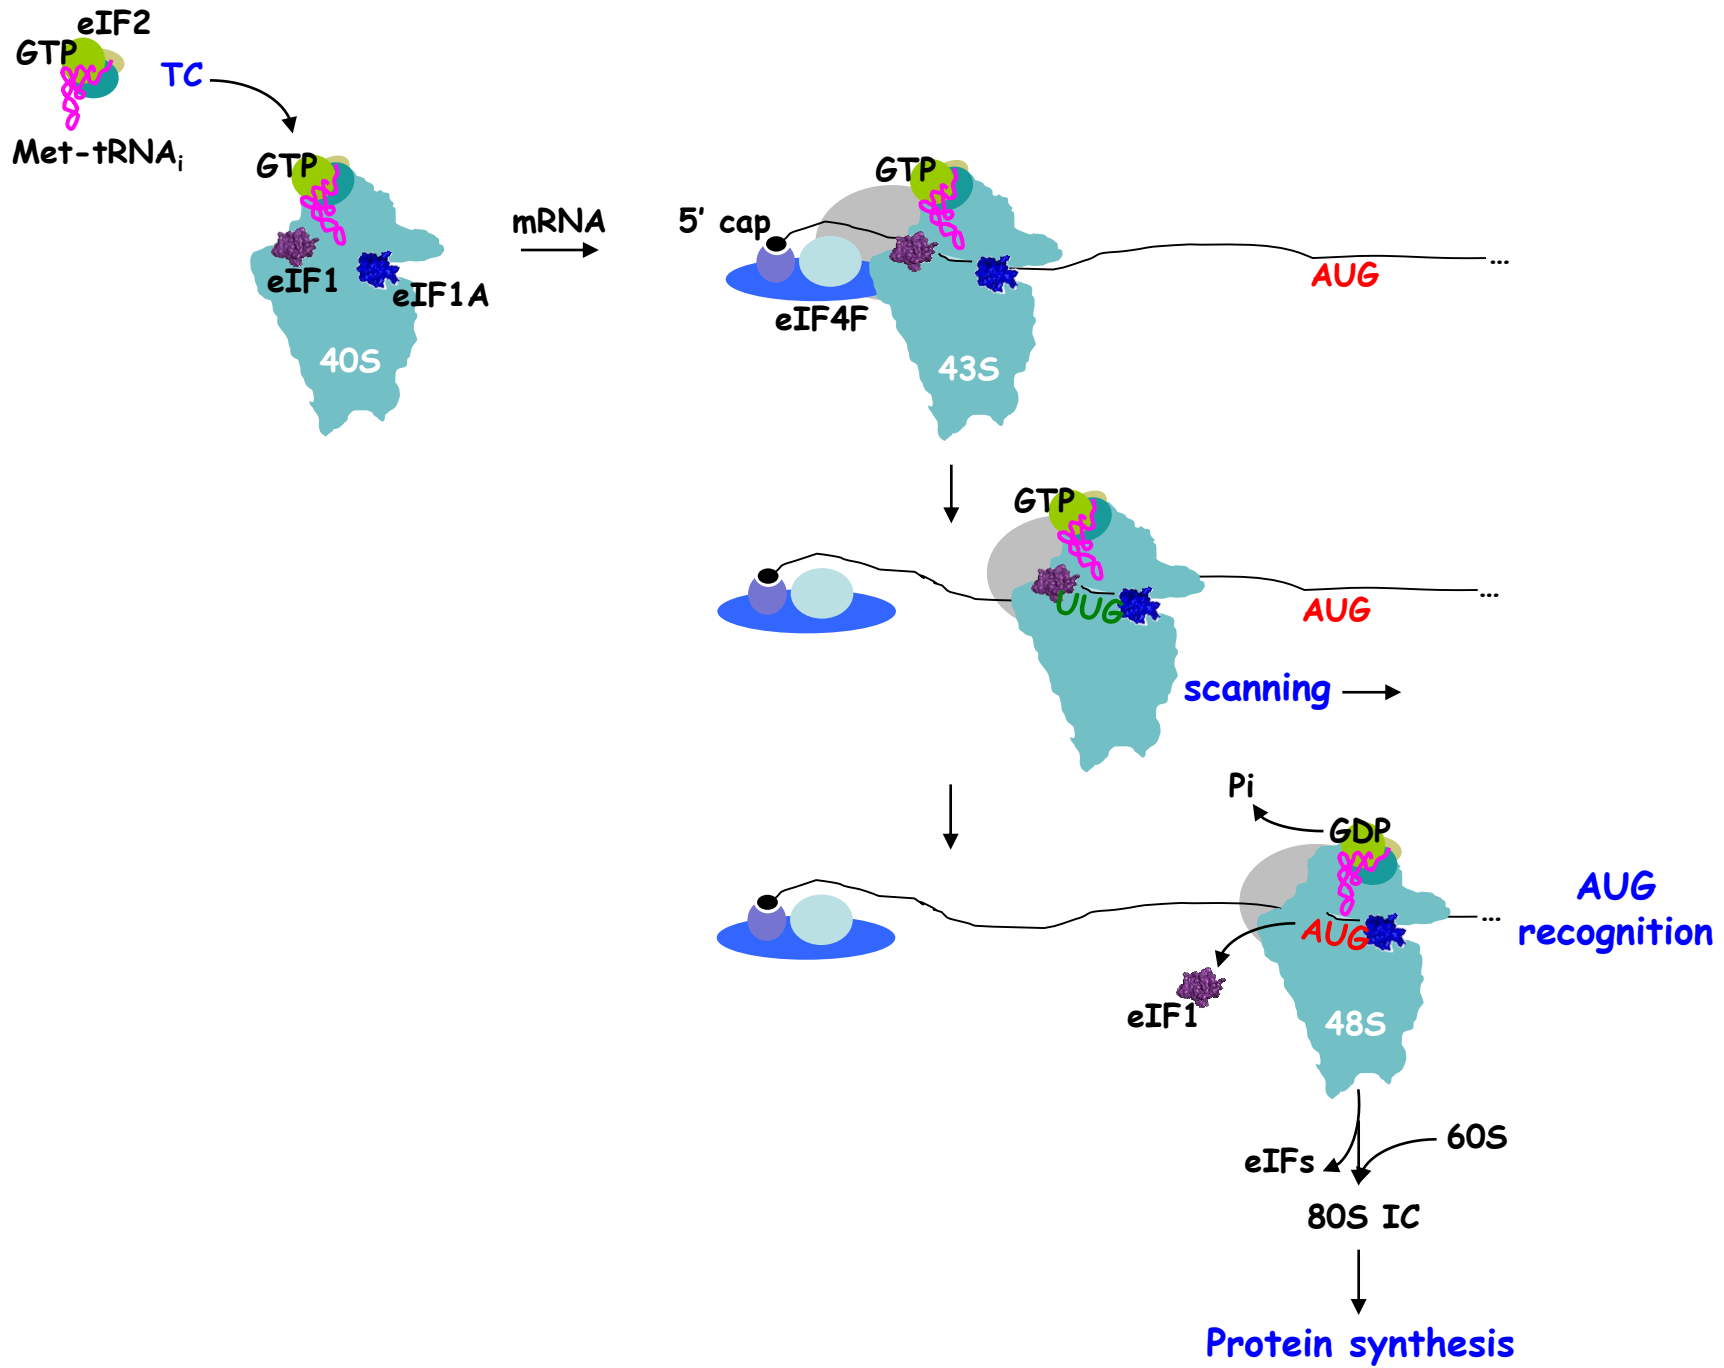 eIF2
GTP
TC
Met-tRNAi
GTP
eIF1
eIF1A
40S
mRNA
5' cap
GTP
eIF4F
43S
AUG
...
GTP
UUG
AUG
...
scanning
Pi
GDP
AUG
...
AUG
recognition
eIF1
48S
60S
eIFs
80S IC
Protein synthesis